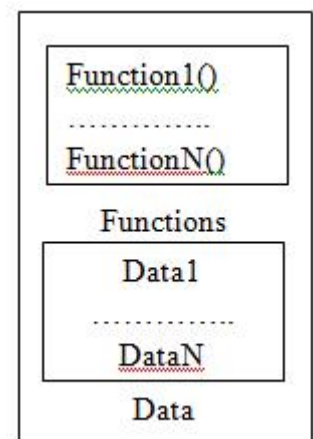 Function1()
..............
FunctionN()
Functions
Data1
..............
DataN
Data